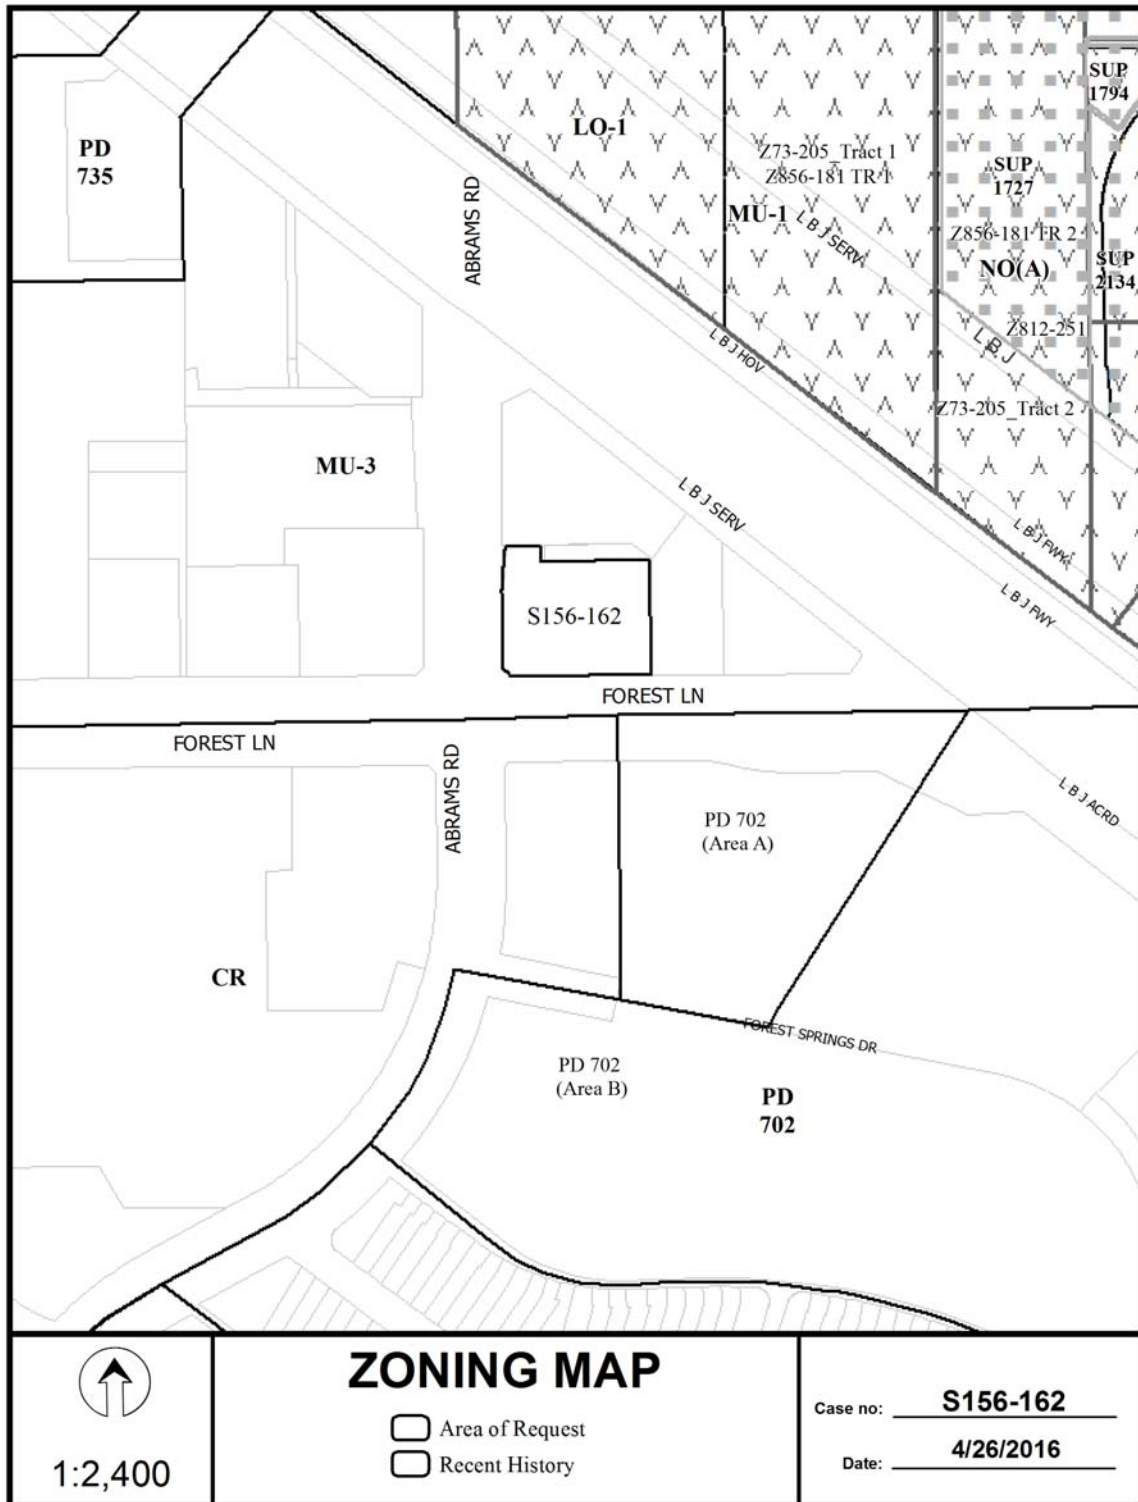 SUP
1794
PD
735
LO-1
Z73-205_Tract 1
Z856-181 TR 1
SUP
1727
ABRAMS RD
MU-1
L B J SERV
Z856-181 TR 2
NO(A)
SUP
2134
Z812-251
L B J
L B J HOV
Z73-205_Tract 2
MU-3
L B J SERV
L B J FWY
L B J FWY
S156-162
FOREST LN
FOREST LN
ABRAMS RD
L B J ACRD
PD 702
(Area A)
CR
FOREST SPRINGS DR
PD 702
(Area B)
PD
702
1:2,400
ZONING MAP
Area of Request
Recent History
Case no: S156-162
Date: 4/26/2016